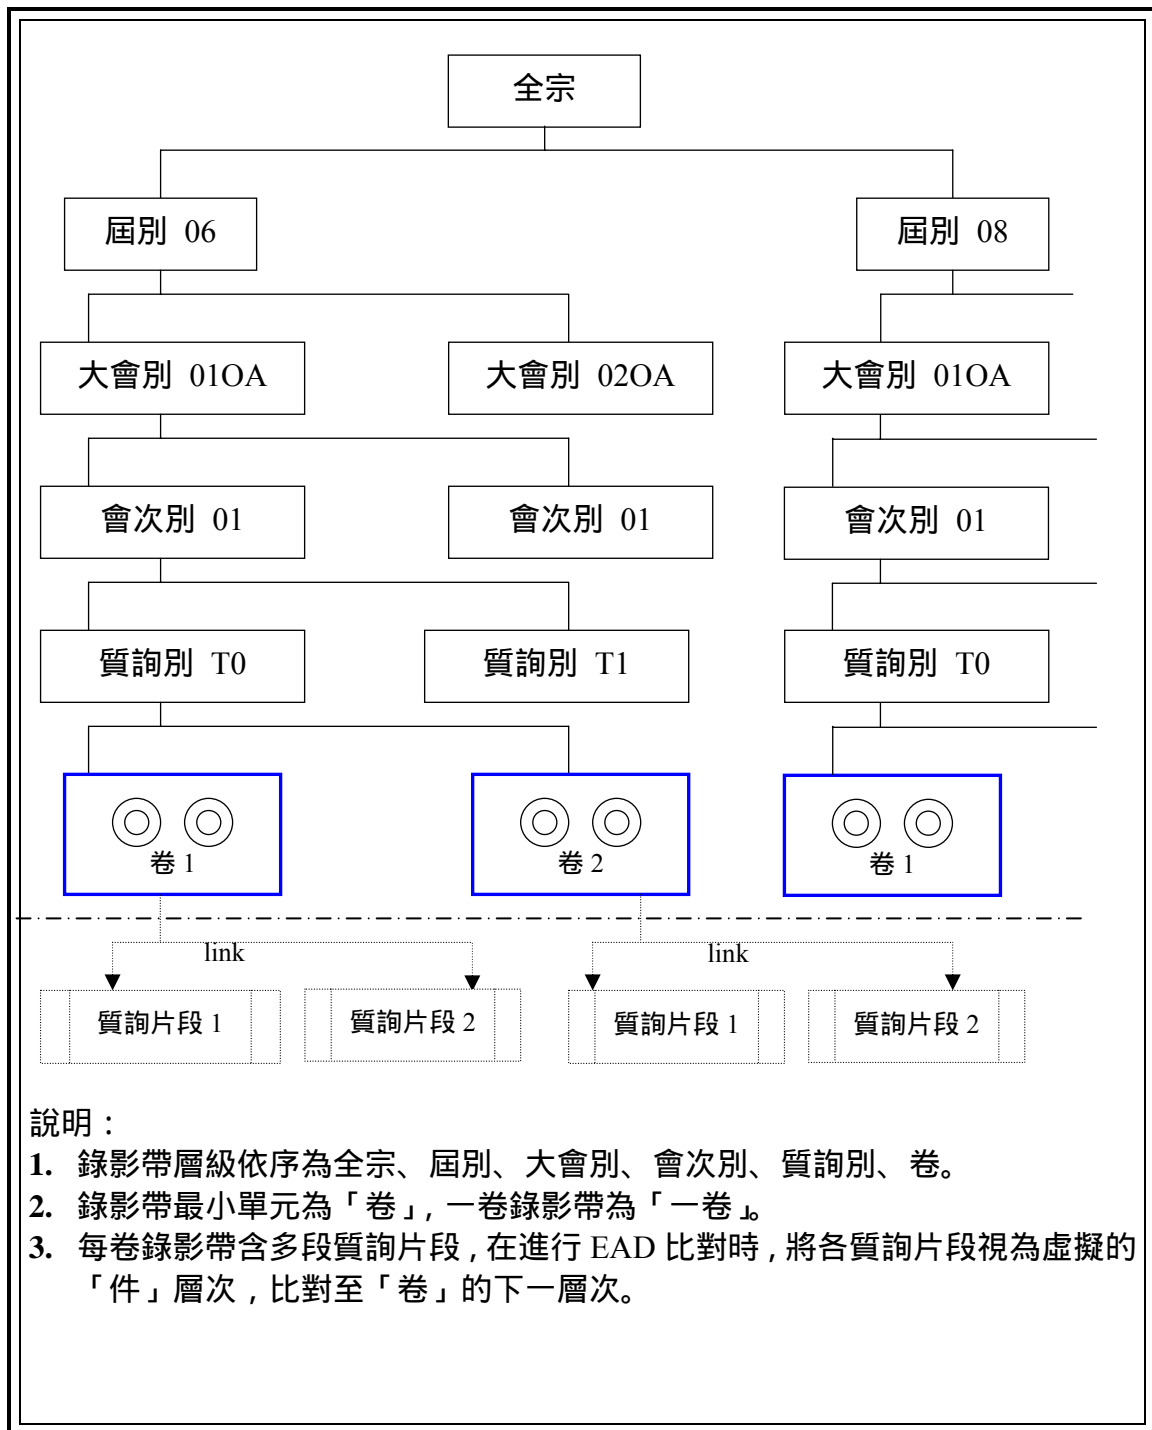 全宗
屆別 06
屆別 08
大會別 01OA
大會別 02OA
大會別 01OA
會次別 01
會次別 01
會次別 01
質詢別 T0
質詢別 T1
質詢別 T0
卷 1
卷 2
卷 1
link
link
質詢片段 1
質詢片段 2
質詢片段 1
質詢片段 2
說明：
1. 錄影帶層級依序為全宗、屆別、大會別、會次別、質詢別、卷。
2. 錄影帶最小單元為「卷」，一卷錄影帶為「一卷」。
3. 每卷錄影帶含多段質詢片段，在進行 EAD 比對時，將各質詢片段視為虛擬的
「件」層次，比對至「卷」的下一層次。